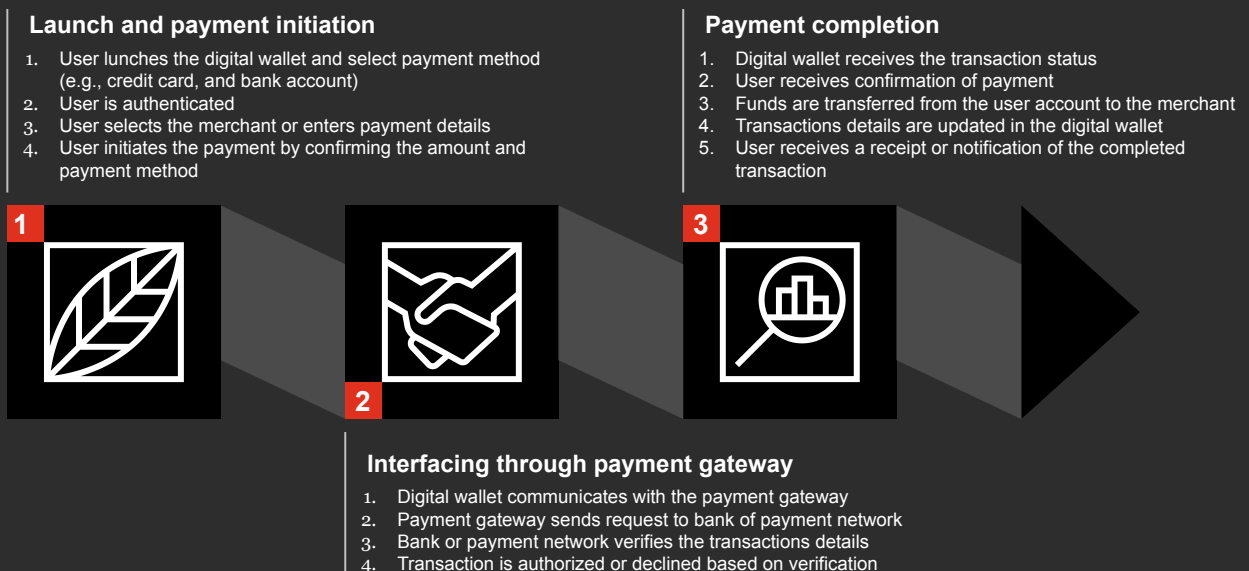 Launch and payment initiation
1. User lunches the digital wallet and select payment method
(e.g., credit card, and bank account)
2. User is authenticated
3. User selects the merchant or enters payment details
4. User initiates the payment by confirming the amount and
payment method
Payment completion
1. Digital wallet receives the transaction status
2. User receives confirmation of payment
3. Funds are transferred from the user account to the merchant
4. Transactions details are updated in the digital wallet
5. User receives a receipt or notification of the completed
transaction
1
2
3
Interfacing through payment gateway
1. Digital wallet communicates with the payment gateway
2. Payment gateway sends request to bank of payment network
3. Bank or payment network verifies the transactions details
4. Transaction is authorized or declined based on verification